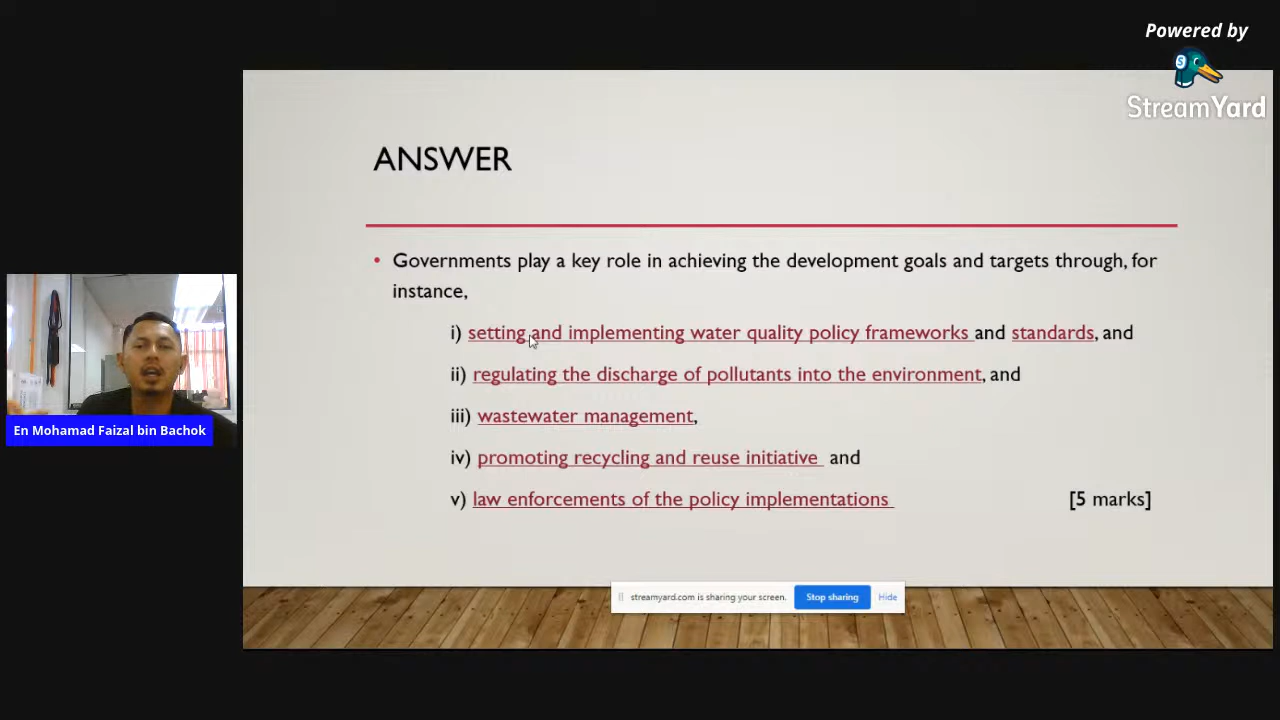 Powered by
StreamYard
ANSWER
• Governments play a key role in achieving the development goals and targets through, for
instance,
i) setting and implementing water quality policy frameworks and standards, and
ii) regulating the discharge of pollutants into the environment, and
iii) wastewater management,
iv) promoting recycling and reuse initiative and
v) law enforcements of the policy implementations [5 marks]
En Mohamad Faizal bin Bachok
streamyard.com is sharing your screen. Stop sharing Hide